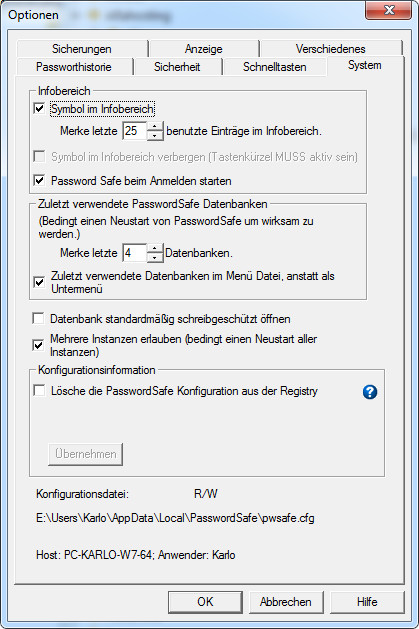 Optionen
Sicherungen Anzeige Verschiedenes
Passworthistorie Sicherheit Schnelltasten System
Infobereich
Symbol im Infobereich
Merke letzte 25 benutzte Einträge im Infobereich.
Symbol im Infobereich verbergen (Tastenkürzel MUSS aktiv sein)
Password Safe beim Anmelden starten
Zuletzt verwendete PasswordSafe Datenbanken
(Bedingt einen Neustart von PasswordSafe um wirksam zu
werden.)
Merke letzte 4 Datenbanken.
Zuletzt verwendete Datenbanken im Menü Datei, anstatt als
Untermenü
Datenbank standardmäßig schreibgeschützt öffnen
Mehrere Instanzen erlauben (bedingt einen Neustart aller
Instanzen)
Konfigurationsinformation
Lösche die PasswordSafe Konfiguration aus der Registry
Übernehmen
Konfigurationsdatei: R/W
E:\Users\Karlo\AppData\Local\PasswordSafe\pwsafe.cfg
Host: PC-KARLO-W7-64; Anwender: Karlo
OK Abbrechen Hilfe